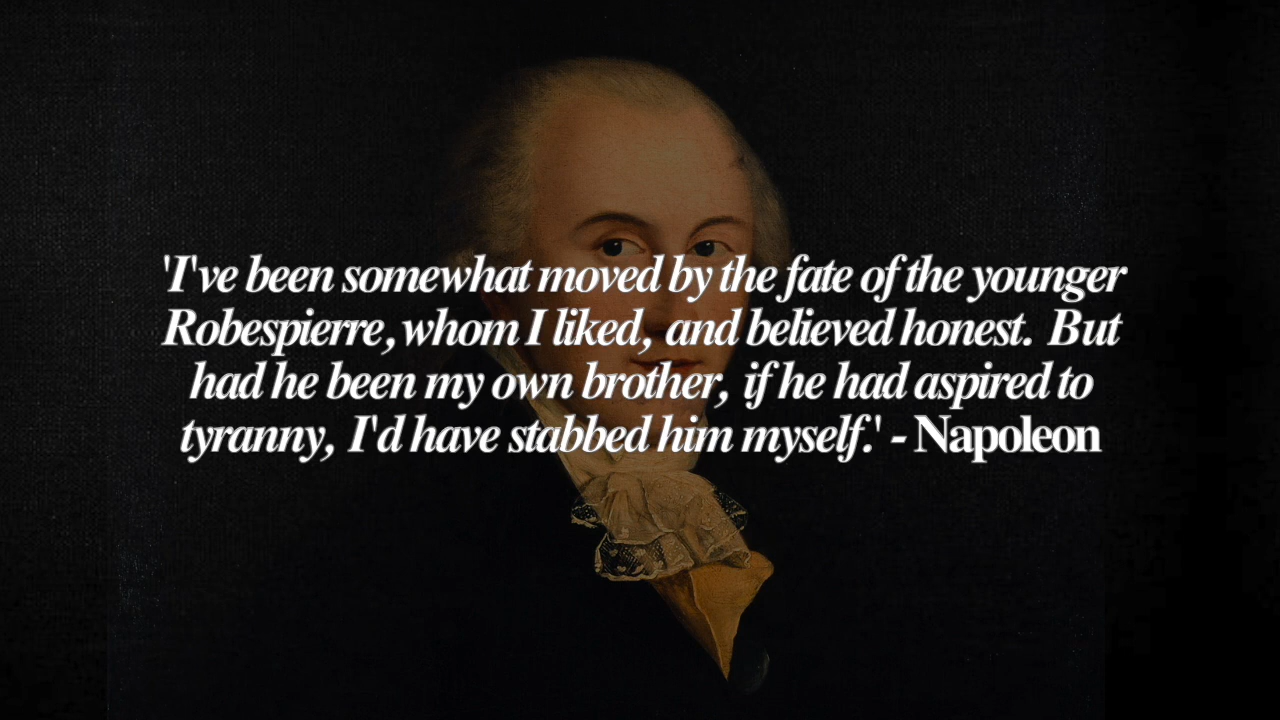 'I've been somewhat moved by the fate of the younger
Robespierre, whom I liked, and believed honest. But
had he been my own brother, if he had aspired to
tyranny, I'd have stabbed him myself.' - Napoleon